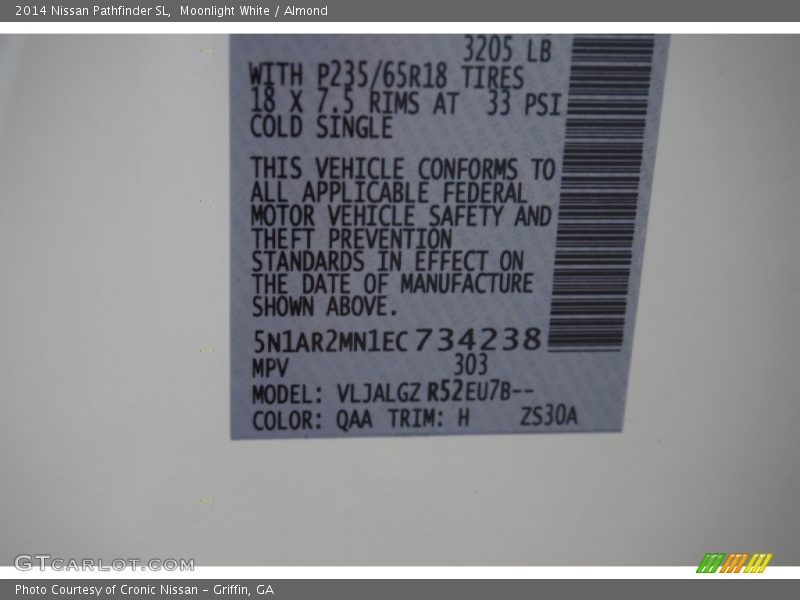 2014 Nissan Pathfinder SL,  Moonlight White / Almond
3205 LB
WITH P235/65R18 TIRES
18 X 7.5 RIMS AT 33 PSI
COLD SINGLE
THIS VEHICLE CONFORMS TO
ALL APPLICABLE FEDERAL
MOTOR VEHICLE SAFETY AND
THEFT PREVENTION
STANDARDS IN EFFECT ON
THE DATE OF MANUFACTURE
SHOWN ABOVE.
5N1AR2MN1EC734238
MPV 303
MODEL: VLJALGZ R52EU7B--
COLOR: QAA TRIM: H ZS30A
GTCARLOT.COM
Photo Courtesy of Cronic Nissan – Griffin, GA